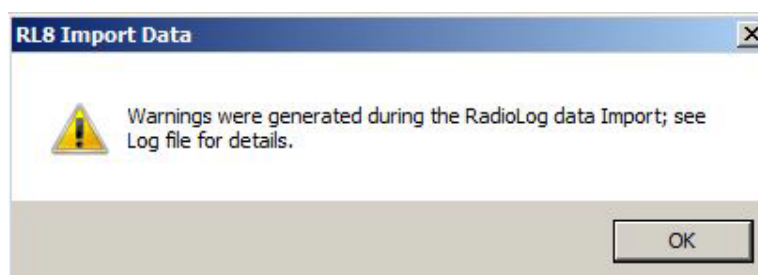 RL8 Import Data
Warnings were generated during the RadioLog data Import; see
Log file for details.
OK